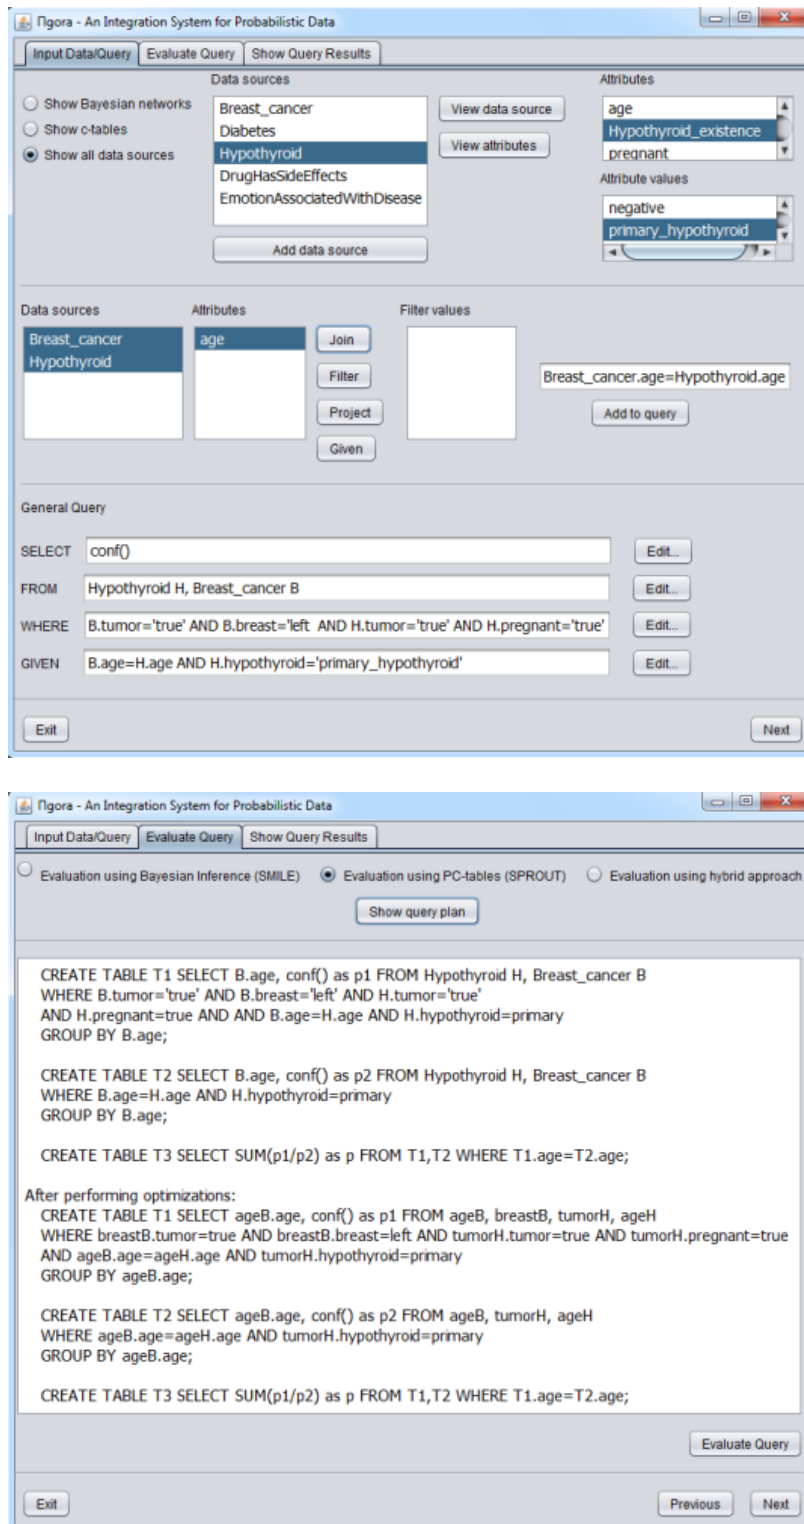 Πgora - An Integration System for Probabilistic Data
Input Data/Query Evaluate Query Show Query Results
Data sources Attributes
Show Bayesian networks
Show c-tables
Show all data sources
Breast_cancer
Diabetes
Hypothyroid
DrugHasSideEffects
EmotionAssociatedWithDisease
Add data source
View data source
View attributes
age
Hypothyroid_existence
pregnant
Attribute values
negative
primary_hypothyroid
Data sources Attributes Filter values
Breast_cancer
Hypothyroid
age
Join
Filter
Project
Given
Breast_cancer.age=Hypothyroid.age
Add to query
General Query
SELECT conf() Edit...
FROM Hypothyroid H, Breast_cancer B Edit...
WHERE B.tumor='true' AND B.breast='left AND H.tumor='true' AND H.pregnant='true' Edit...
GIVEN B.age=H.age AND H.hypothyroid='primary_hypothyroid' Edit...
Exit Next
Πgora - An Integration System for Probabilistic Data
Input Data/Query Evaluate Query Show Query Results
Evaluation using Bayesian Inference (SMILE) Evaluation using PC-tables (SPROUT) Evaluation using hybrid approach
Show query plan
CREATE TABLE T1 SELECT B.age, conf() as p1 FROM Hypothyroid H, Breast_cancer B
WHERE B.tumor='true' AND B.breast='left' AND H.tumor='true'
AND H.pregnant=true AND AND B.age=H.age AND H.hypothyroid=primary
GROUP BY B.age;
CREATE TABLE T2 SELECT B.age, conf() as p2 FROM Hypothyroid H, Breast_cancer B
WHERE B.age=H.age AND H.hypothyroid=primary
GROUP BY B.age;
CREATE TABLE T3 SELECT SUM(p1/p2) as p FROM T1,T2 WHERE T1.age=T2.age;
After performing optimizations:
CREATE TABLE T1 SELECT ageB.age, conf() as p1 FROM ageB, breastB, tumorH, ageH
WHERE breastB.tumor=true AND breastB.breast=left AND tumorH.tumor=true AND tumorH.pregnant=true
AND ageB.age=ageH.age AND tumorH.hypothyroid=primary
GROUP BY ageB.age;
CREATE TABLE T2 SELECT ageB.age, conf() as p2 FROM ageB, tumorH, ageH
WHERE ageB.age=ageH.age AND tumorH.hypothyroid=primary
GROUP BY ageB.age;
CREATE TABLE T3 SELECT SUM(p1/p2) as p FROM T1,T2 WHERE T1.age=T2.age;
Evaluate Query
Exit Previous Next